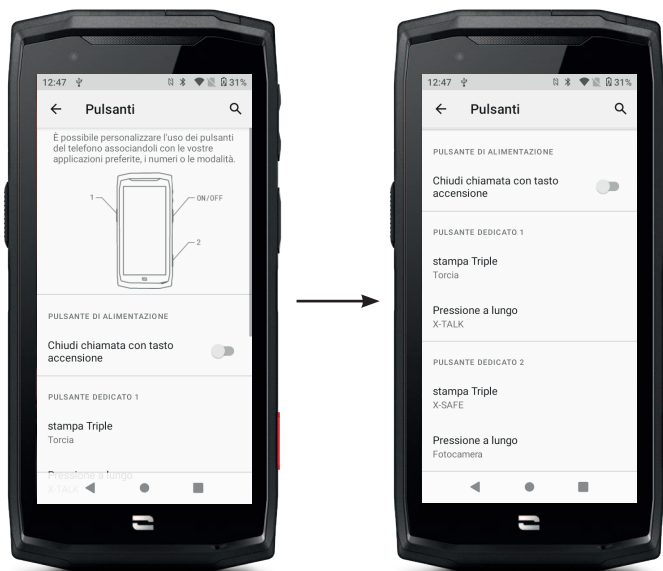 12:47 31%
Pulsanti
È possibile personalizzare l'uso dei pulsanti
del telefono associandoli con le vostre
applicazioni preferite, i numeri o le modalità.
1
ON/OFF
2
PULSANTE DI ALIMENTAZIONE
Chiudi chiamata con tasto
accensione
PULSANTE DEDICATO 1
stampa Triple
Torcia
Pressione a lungo
X-TALK
12:47 31%
Pulsanti
PULSANTE DI ALIMENTAZIONE
Chiudi chiamata con tasto
accensione
PULSANTE DEDICATO 1
stampa Triple
Torcia
Pressione a lungo
X-TALK
PULSANTE DEDICATO 2
stampa Triple
X-SAFE
Pressione a lungo
Fotocamera